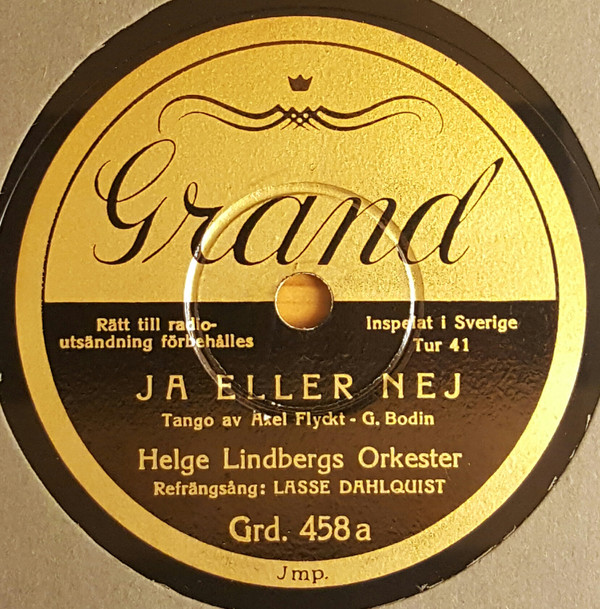 Grand
Rätt till radio-
utsändning förbehålles
Inspelat i Sverige
Tur 41
JA ELLER NEJ
Tango av Axel Flyckt - G. Bodin
Helge Lindbergs Orkester
Refrängsång: LASSE DAHLQUIST
Grd. 458 a
Jmp.